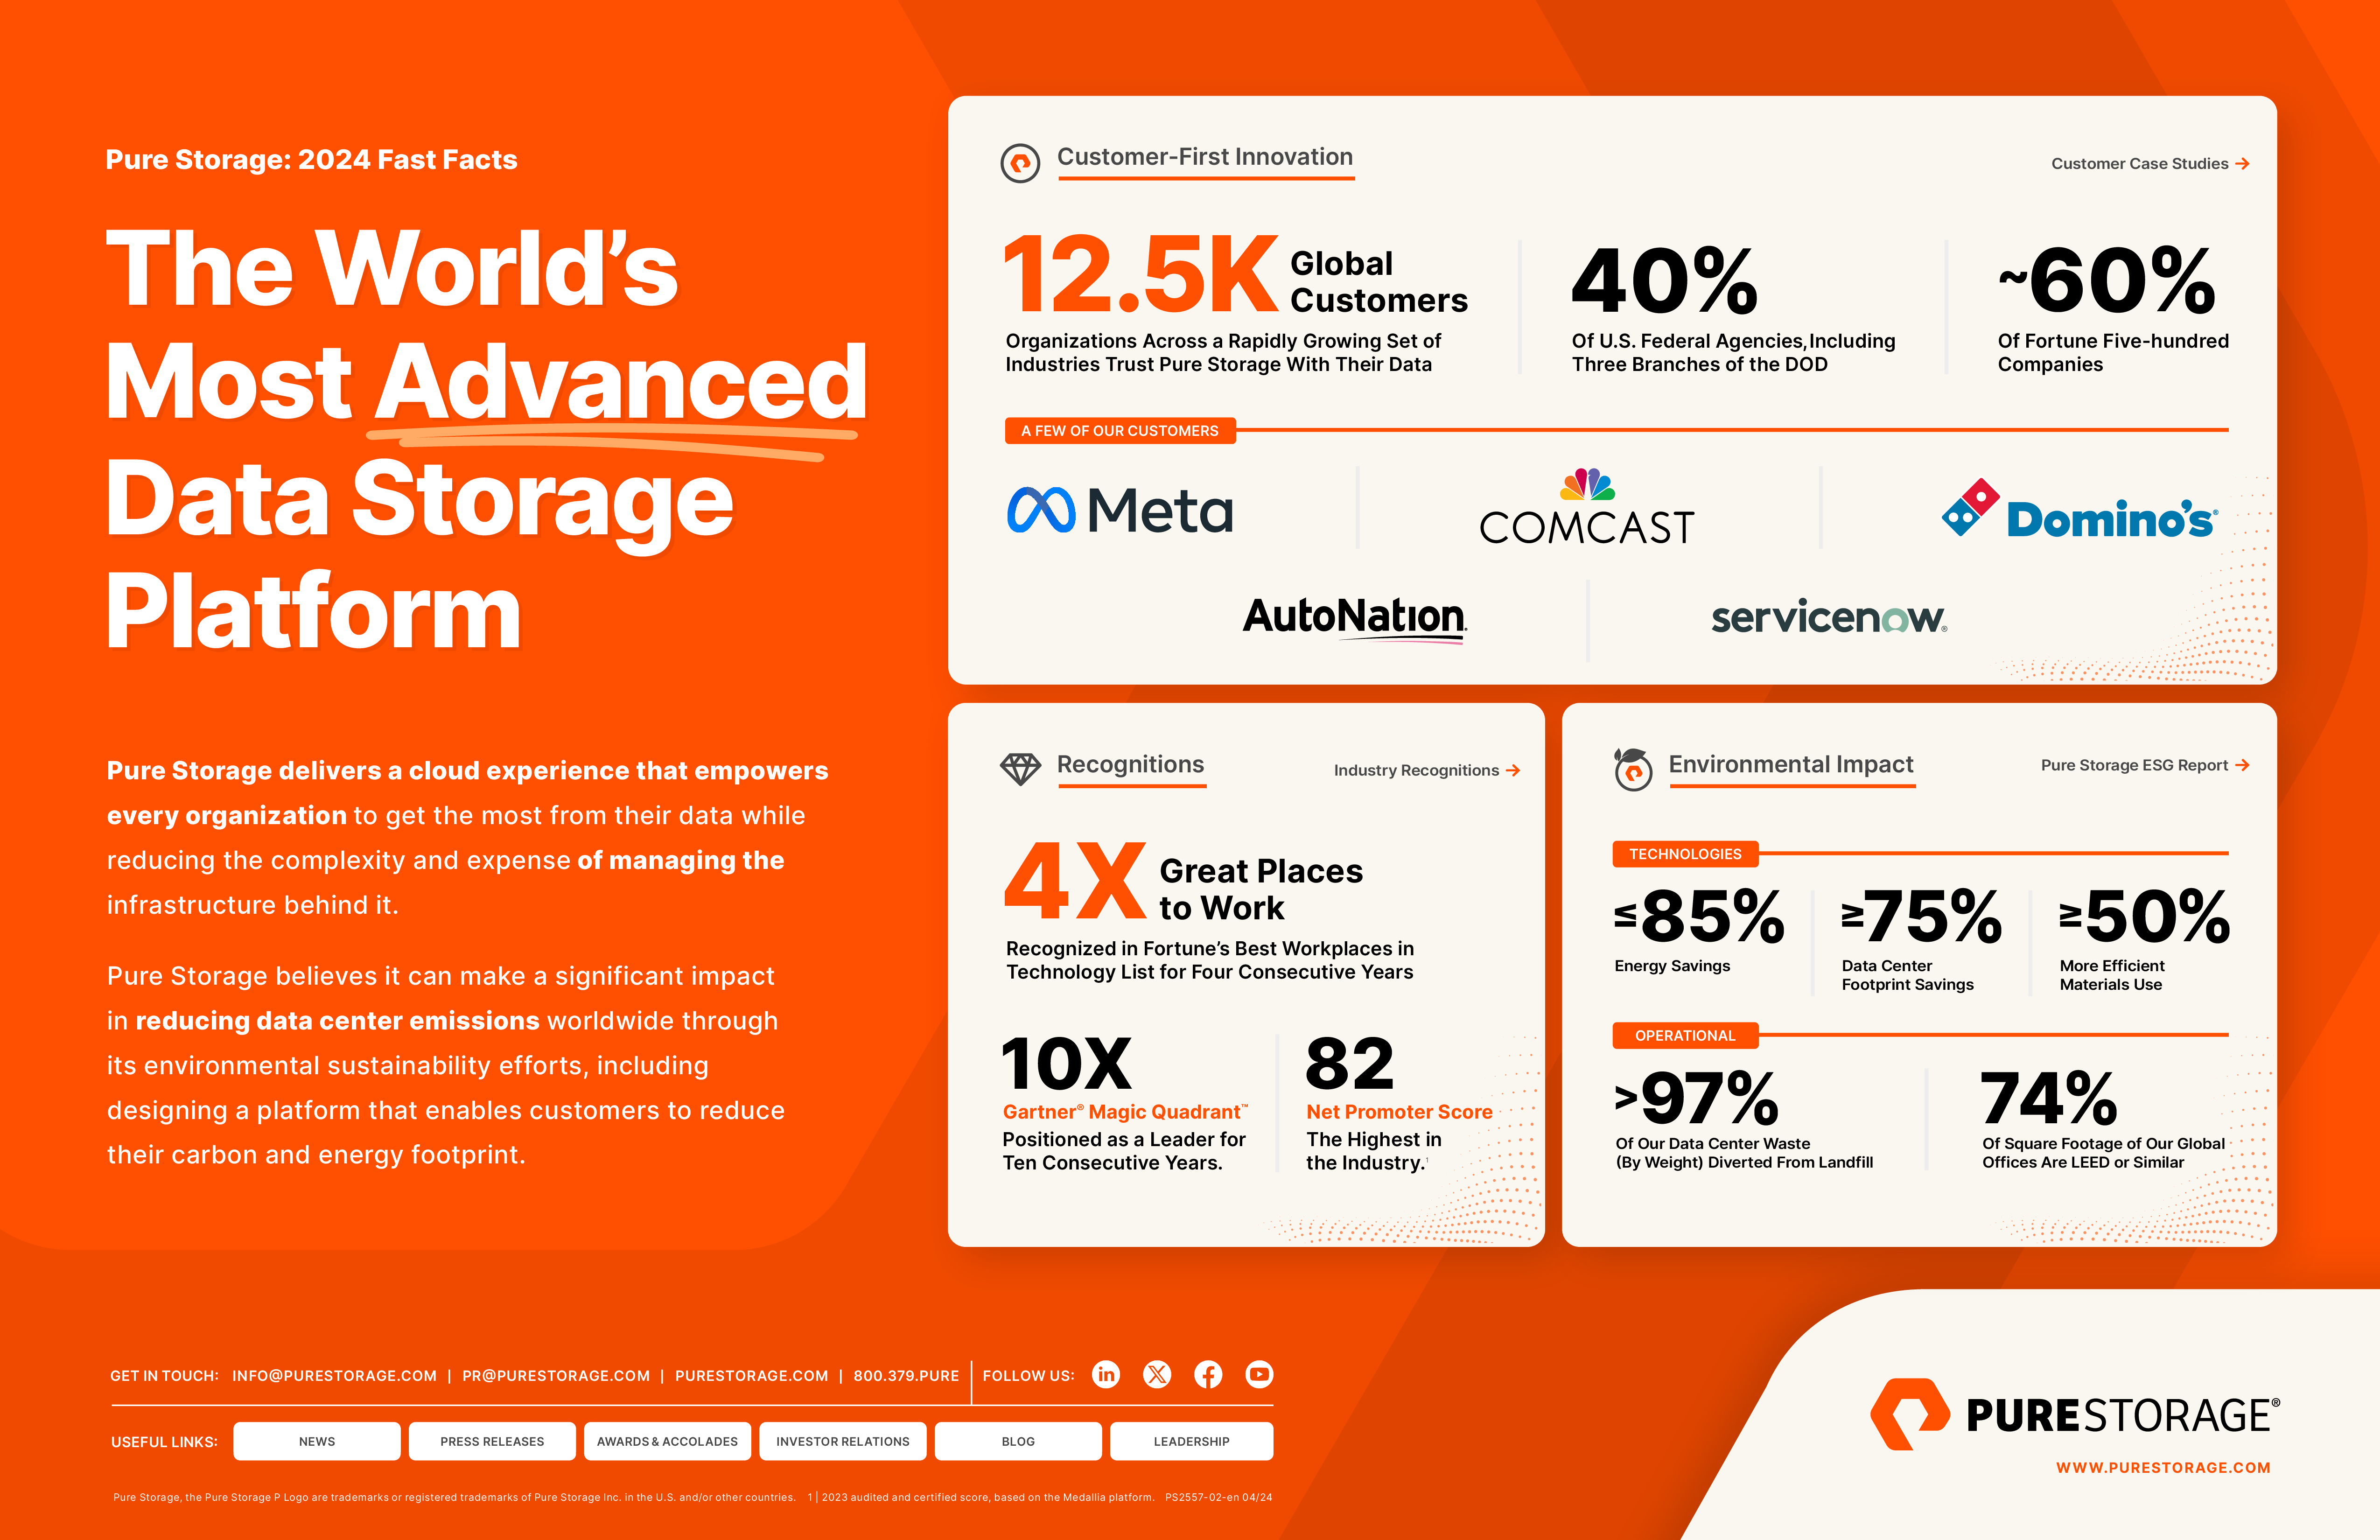 Pure Storage: 2024 Fast Facts
The World’s
Most Advanced
Data Storage
Platform
Pure Storage delivers a cloud experience that empowers
every organization to get the most from their data while
reducing the complexity and expense of managing the
infrastructure behind it.
Pure Storage believes it can make a significant impact
in reducing data center emissions worldwide through
its environmental sustainability efforts, including
designing a platform that enables customers to reduce
their carbon and energy footprint.
Customer-First Innovation
Customer Case Studies →
12.5K Global
Customers
Organizations Across a Rapidly Growing Set of
Industries Trust Pure Storage With Their Data
40%
Of U.S. Federal Agencies,Including
Three Branches of the DOD
~60%
Of Fortune Five-hundred
Companies
A FEW OF OUR CUSTOMERS
Meta
COMCAST
Domino’s®
AutoNation.
servicenow®
Recognitions
Industry Recognitions →
4X Great Places
to Work
Recognized in Fortune’s Best Workplaces in
Technology List for Four Consecutive Years
10X
Gartner® Magic Quadrant™
Positioned as a Leader for
Ten Consecutive Years.
82
Net Promoter Score
The Highest in
the Industry.¹
Environmental Impact
Pure Storage ESG Report →
TECHNOLOGIES
≤85%
Energy Savings
≥75%
Data Center
Footprint Savings
≥50%
More Efficient
Materials Use
OPERATIONAL
>97%
Of Our Data Center Waste
(By Weight) Diverted From Landfill
74%
Of Square Footage of Our Global
Offices Are LEED or Similar
GET IN TOUCH: INFO@PURESTORAGE.COM | PR@PURESTORAGE.COM | PURESTORAGE.COM | 800.379.PURE
FOLLOW US: in X f
USEFUL LINKS: NEWS PRESS RELEASES AWARDS & ACCOLADES INVESTOR RELATIONS BLOG LEADERSHIP
Pure Storage, the Pure Storage P Logo are trademarks or registered trademarks of Pure Storage Inc. in the U.S. and/or other countries. 1 | 2023 audited and certified score, based on the Medallia platform. PS2557-02-en 04/24
PURESTORAGE®
WWW.PURESTORAGE.COM